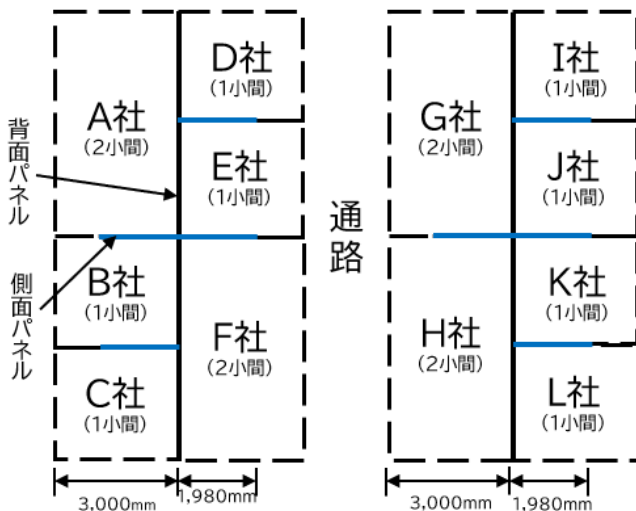 A社
(2小間)
D社
(1小間)
E社
(1小間)
B社
(1小間)
C社
(1小間)
F社
(2小間)
背面パネル
側面パネル
3,000mm
1,980mm
通路
G社
(2小間)
I社
(1小間)
J社
(1小間)
H社
(2小間)
K社
(1小間)
L社
(1小間)
3,000mm
1,980mm